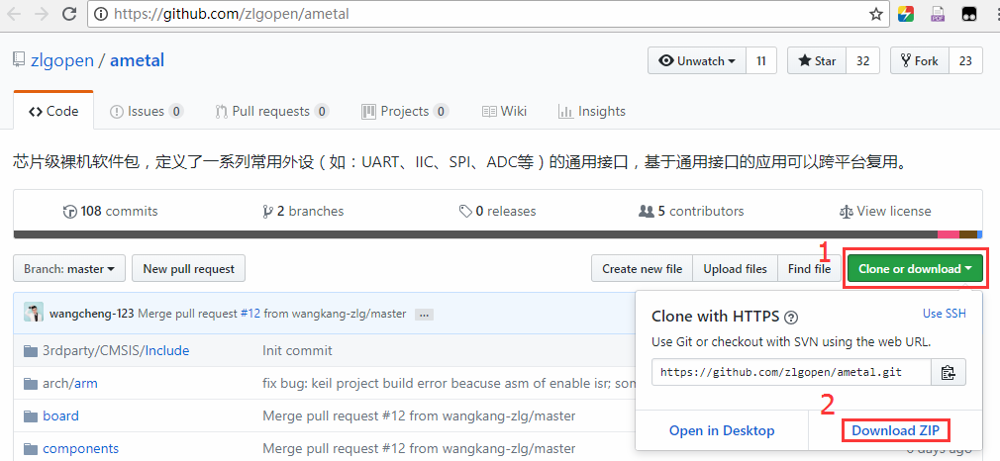 https://github.com/zlgopen/ametal
zlgopen / ametal
Unwatch 11 Star 32 Fork 23
Code Issues 0 Pull requests 0 Projects 0 Wiki Insights
芯片级裸机软件包，定义了一系列常用外设（如：UART、IIC、SPI、ADC等）的通用接口，基于通用接口的应用可以跨平台复用。
108 commits 2 branches 0 releases 5 contributors View license
1
Branch: master New pull request Create new file Upload files Find file Clone or download
wangcheng-123 Merge pull request #12 from wangkang-zlg/master ...
Clone with HTTPS ? Use SSH
Use Git or checkout with SVN using the web URL.
https://github.com/zlgopen/ametal.git
2
Open in Desktop Download ZIP
3rdparty/CMSIS/Include Init commit
arch/arm fix bug: keil project build error beacuse asm of enable isr; som
board Merge pull request #12 from wangkang-zlg/master
components Merge pull request #12 from wangkang-zlg/master